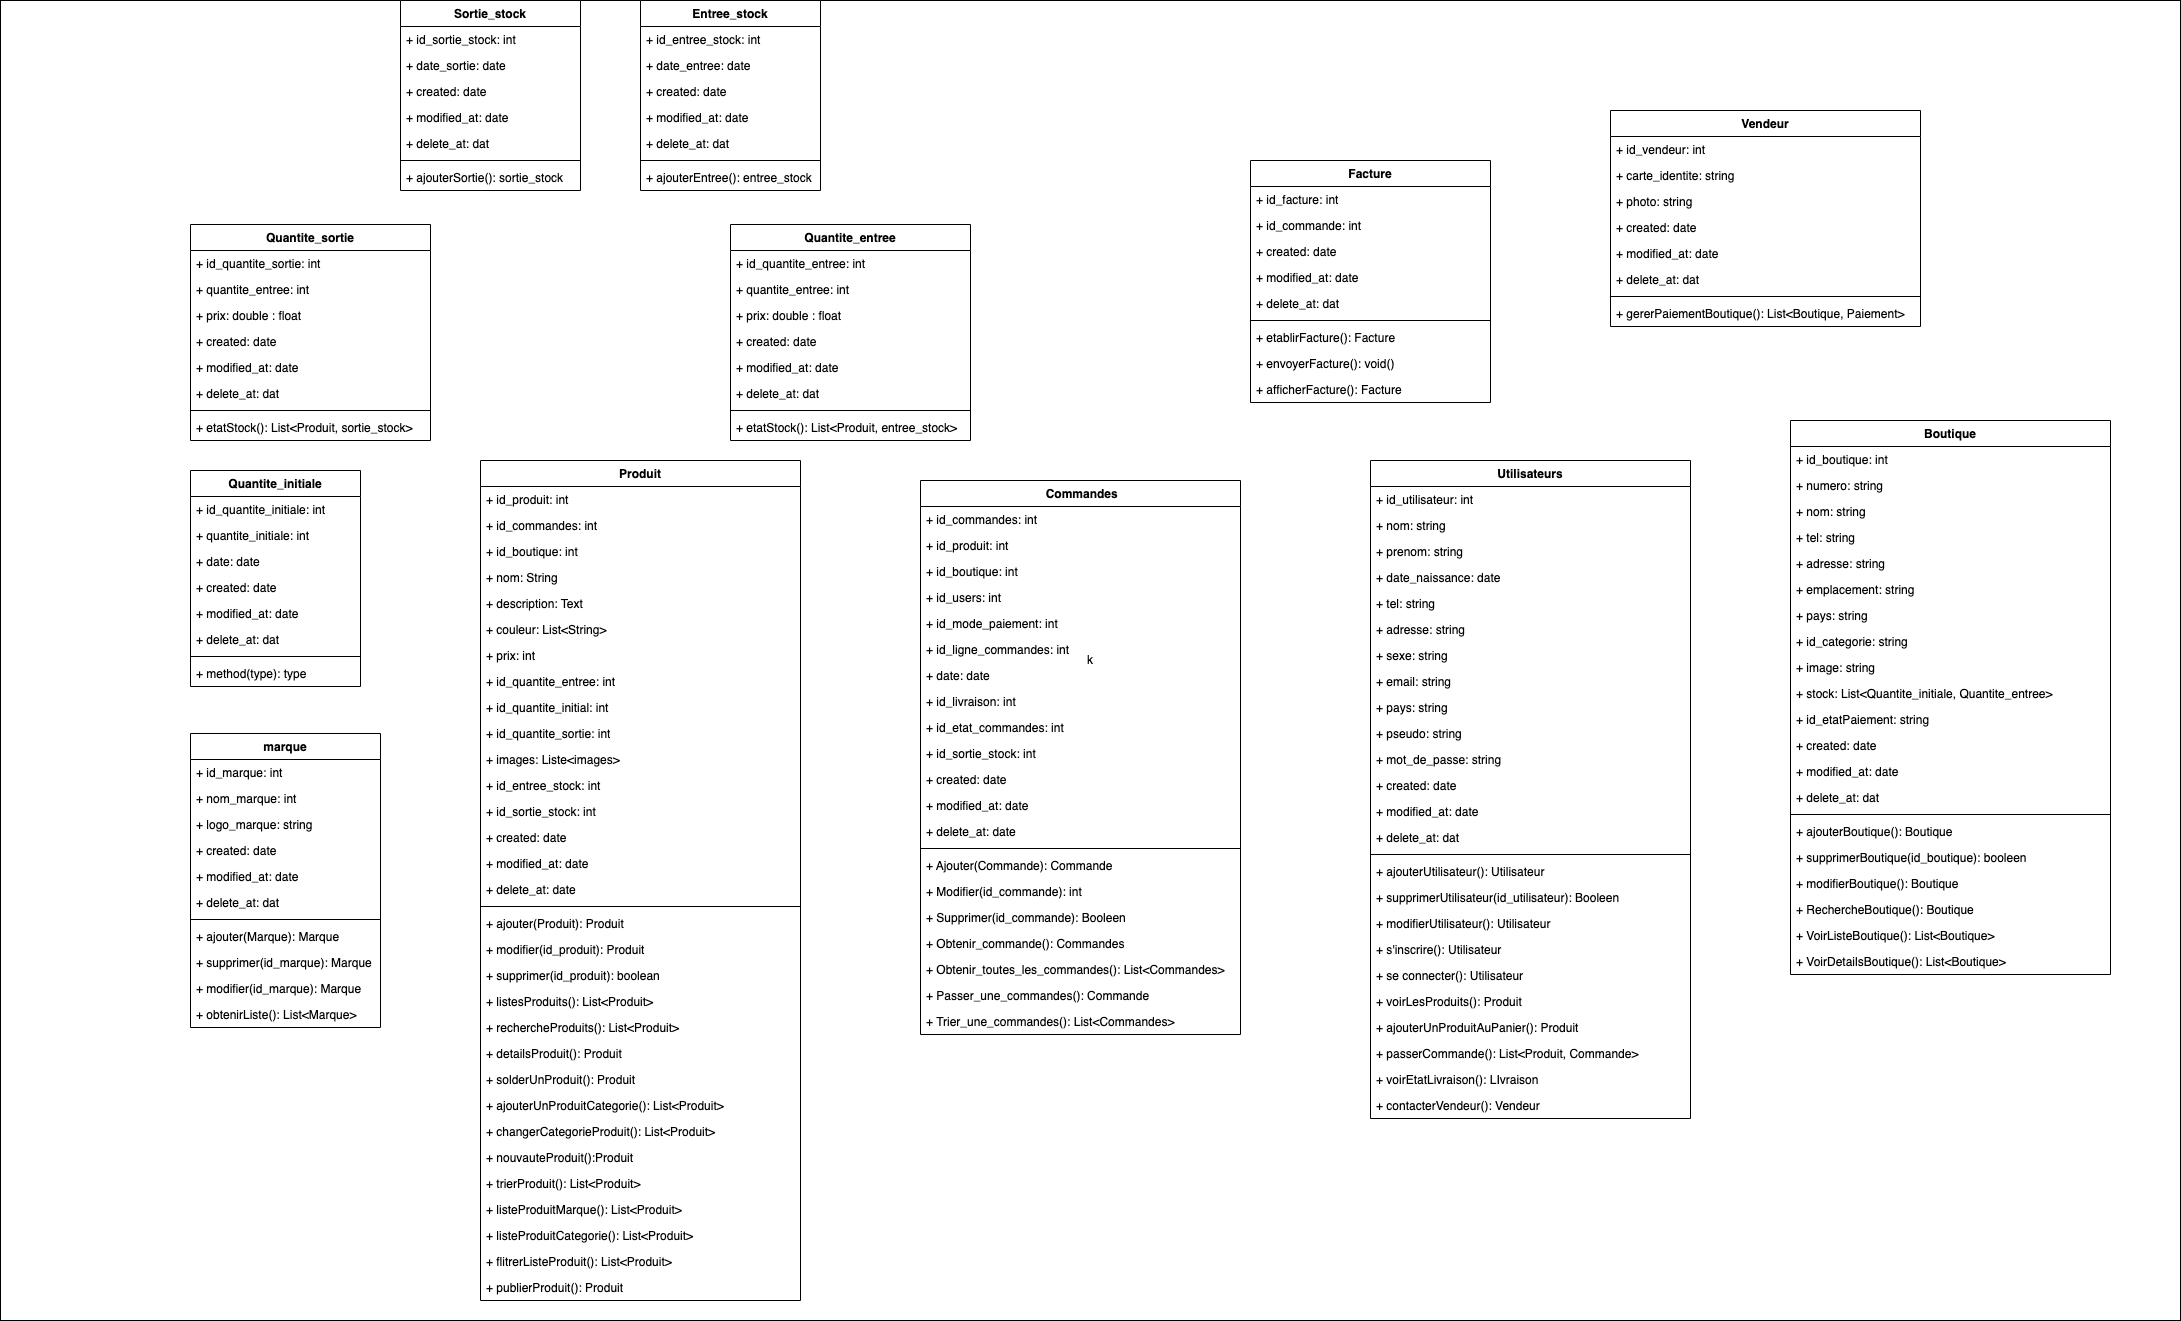 Sortie_stock
+ id_sortie_stock: int
+ date_sortie: date
+ created: date
+ modified_at: date
+ delete_at: dat
+ ajouterSortie(): sortie_stock
Entree_stock
+ id_entree_stock: int
+ date_entree: date
+ created: date
+ modified_at: date
+ delete_at: dat
+ ajouterEntree(): entree_stock
Vendeur
+ id_vendeur: int
+ carte_identite: string
+ photo: string
+ created: date
+ modified_at: date
+ delete_at: dat
+ gererPaiementBoutique(): List<Boutique, Paiement>
Facture
+ id_facture: int
+ id_commande: int
+ created: date
+ modified_at: date
+ delete_at: dat
+ etablirFacture(): Facture
+ envoyerFacture(): void()
+ afficherFacture(): Facture
Quantite_sortie
+ id_quantite_sortie: int
+ quantite_entree: int
+ prix: double : float
+ created: date
+ modified_at: date
+ delete_at: dat
+ etatStock(): List<Produit, sortie_stock>
Quantite_entree
+ id_quantite_entree: int
+ quantite_entree: int
+ prix: double : float
+ created: date
+ modified_at: date
+ delete_at: dat
+ etatStock(): List<Produit, entree_stock>
Quantite_initiale
+ id_quantite_initiale: int
+ quantite_initiale: int
+ date: date
+ created: date
+ modified_at: date
+ delete_at: dat
+ method(type): type
marque
+ id_marque: int
+ nom_marque: int
+ logo_marque: string
+ created: date
+ modified_at: date
+ delete_at: dat
+ ajouter(Marque): Marque
+ supprimer(id_marque): Marque
+ modifier(id_marque): Marque
+ obtenirListe(): List<Marque>
Produit
+ id_produit: int
+ id_commandes: int
+ id_boutique: int
+ nom: String
+ description: Text
+ couleur: List<String>
+ prix: int
+ id_quantite_entree: int
+ id_quantite_initial: int
+ id_quantite_sortie: int
+ images: Liste<images>
+ id_entree_stock: int
+ id_sortie_stock: int
+ created: date
+ modified_at: date
+ delete_at: date
+ ajouter(Produit): Produit
+ modifier(id_produit): Produit
+ supprimer(id_produit): boolean
+ listesProduits(): List<Produit>
+ rechercheProduits(): List<Produit>
+ detailsProduit(): Produit
+ solderUnProduit(): Produit
+ ajouterUnProduitCategorie(): List<Produit>
+ changerCategorieProduit(): List<Produit>
+ nouvauteProduit():Produit
+ trierProduit(): List<Produit>
+ listeProduitMarque(): List<Produit>
+ listeProduitCategorie(): List<Produit>
+ flitrerListeProduit(): List<Produit>
+ publierProduit(): Produit
Commandes
+ id_commandes: int
+ id_produit: int
+ id_boutique: int
+ id_users: int
+ id_mode_paiement: int
+ id_ligne_commandes: int
k
+ date: date
+ id_livraison: int
+ id_etat_commandes: int
+ id_sortie_stock: int
+ created: date
+ modified_at: date
+ delete_at: date
+ Ajouter(Commande): Commande
+ Modifier(id_commande): int
+ Supprimer(id_commande): Booleen
+ Obtenir_commande(): Commandes
+ Obtenir_toutes_les_commandes(): List<Commandes>
+ Passer_une_commandes(): Commande
+ Trier_une_commandes(): List<Commandes>
Utilisateurs
+ id_utilisateur: int
+ nom: string
+ prenom: string
+ date_naissance: date
+ tel: string
+ adresse: string
+ sexe: string
+ email: string
+ pays: string
+ pseudo: string
+ mot_de_passe: string
+ created: date
+ modified_at: date
+ delete_at: dat
+ ajouterUtilisateur(): Utilisateur
+ supprimerUtilisateur(id_utilisateur): Booleen
+ modifierUtilisateur(): Utilisateur
+ s'inscrire(): Utilisateur
+ se connecter(): Utilisateur
+ voirLesProduits(): Produit
+ ajouterUnProduitAuPanier(): Produit
+ passerCommande(): List<Produit, Commande>
+ voirEtatLivraison(): LIvraison
+ contacterVendeur(): Vendeur
Boutique
+ id_boutique: int
+ numero: string
+ nom: string
+ tel: string
+ adresse: string
+ emplacement: string
+ pays: string
+ id_categorie: string
+ image: string
+ stock: List<Quantite_initiale, Quantite_entree>
+ id_etatPaiement: string
+ created: date
+ modified_at: date
+ delete_at: dat
+ ajouterBoutique(): Boutique
+ supprimerBoutique(id_boutique): booleen
+ modifierBoutique(): Boutique
+ RechercheBoutique(): Boutique
+ VoirListeBoutique(): List<Boutique>
+ VoirDetailsBoutique(): List<Boutique>